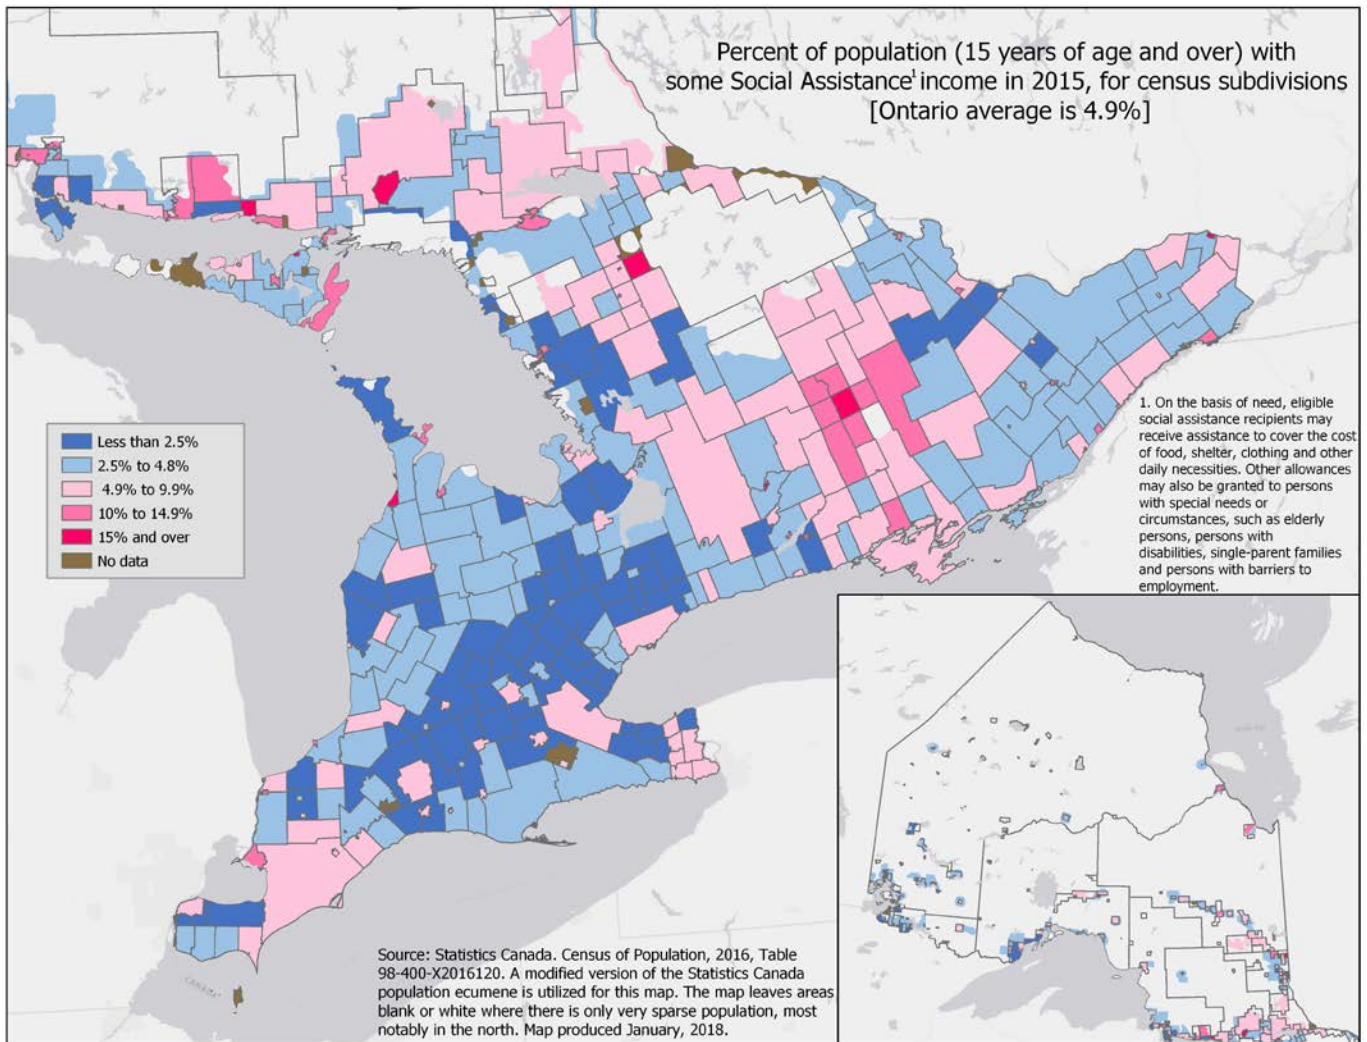 Percent of population (15 years of age and over) with
some Social Assistance¹ income in 2015, for census subdivisions
[Ontario average is 4.9%]
Less than 2.5%
2.5% to 4.8%
4.9% to 9.9%
10% to 14.9%
15% and over
No data
1. On the basis of need, eligible
social assistance recipients may
receive assistance to cover the cost
of food, shelter, clothing and other
daily necessities. Other allowances
may also be granted to persons
with special needs or
circumstances, such as elderly
persons, persons with
disabilities, single-parent families
and persons with barriers to
employment.
Source: Statistics Canada. Census of Population, 2016, Table
98-400-X2016120. A modified version of the Statistics Canada
population ecumene is utilized for this map. The map leaves areas
blank or white where there is only very sparse population, most
notably in the north. Map produced January, 2018.
CANADA